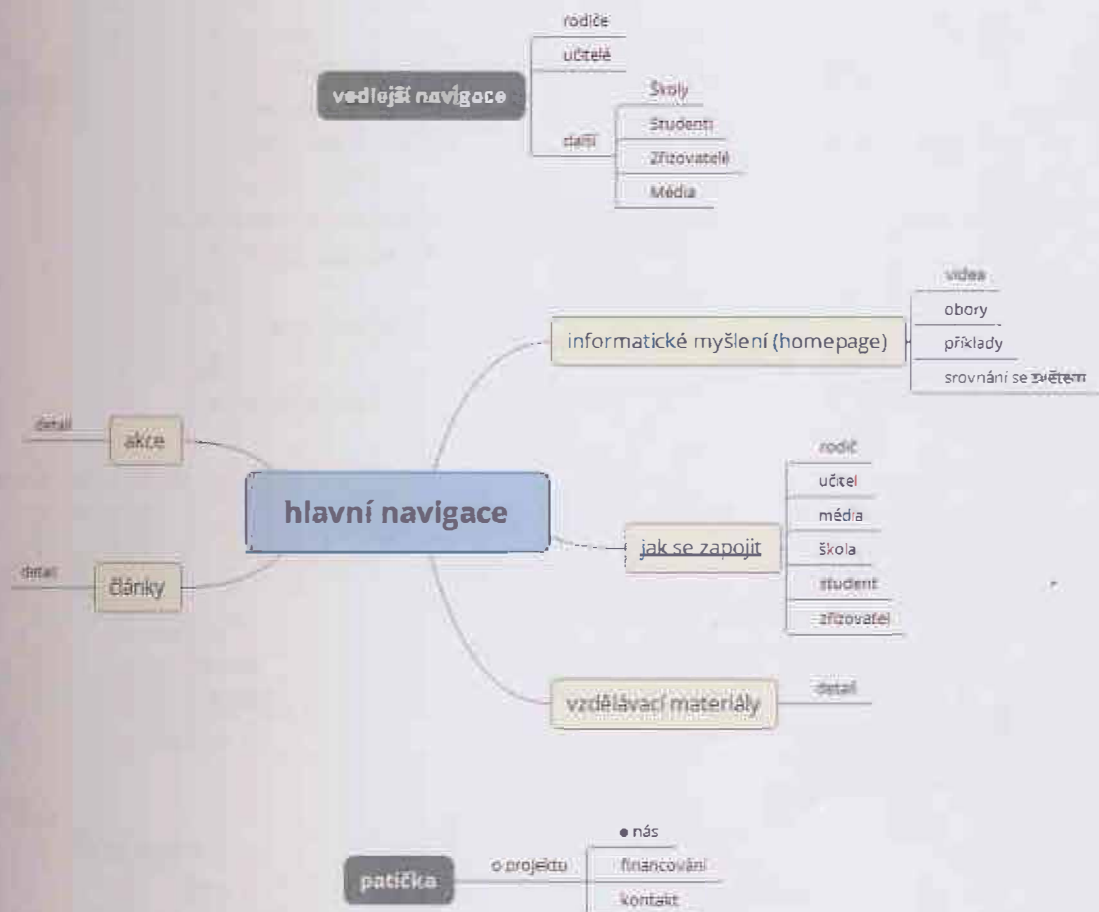 rodiče
učitelé
vedlejší navigace
Školy
Studenti
další
Zřizovatelé
Média
videa
obory
informatické myšlení (homepage)
příklady
srovnání se světem
detail
akce
rodič
učitel
hlavní navigace
média
jak se zapojit
škola
detail
články
student
zřizovatel
vzdělávací materiály
detail
o nás
patička
o projektu
financování
kontakt